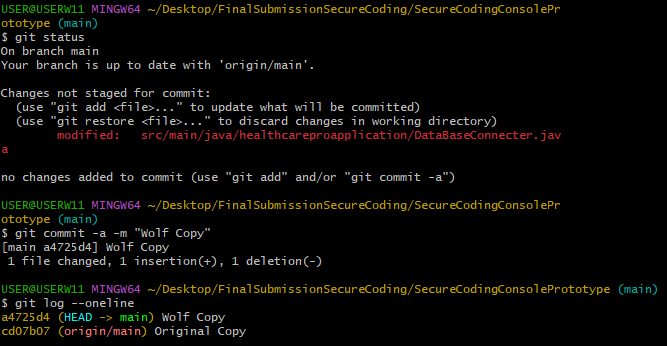 USER@USERW11 MINGW64 ~/Desktop/FinalSubmissionSecureCoding/SecureCodingConsolePr
ototype (main)
$ git status
On branch main
Your branch is up to date with 'origin/main'.

Changes not staged for commit:
  (use "git add <file>..." to update what will be committed)
  (use "git restore <file>..." to discard changes in working directory)
        modified:   src/main/java/healthcareproapplication/DataBaseConnecter.jav
a

no changes added to commit (use "git add" and/or "git commit -a")

USER@USERW11 MINGW64 ~/Desktop/FinalSubmissionSecureCoding/SecureCodingConsolePr
ototype (main)
$ git commit -a -m "Wolf Copy"
[main a4725d4] Wolf Copy
 1 file changed, 1 insertion(+), 1 deletion(-)

USER@USERW11 MINGW64 ~/Desktop/FinalSubmissionSecureCoding/SecureCodingConsolePrototype (main)
$ git log --oneline
a4725d4 (HEAD -> main) Wolf Copy
cd07b07 (origin/main) Original Copy